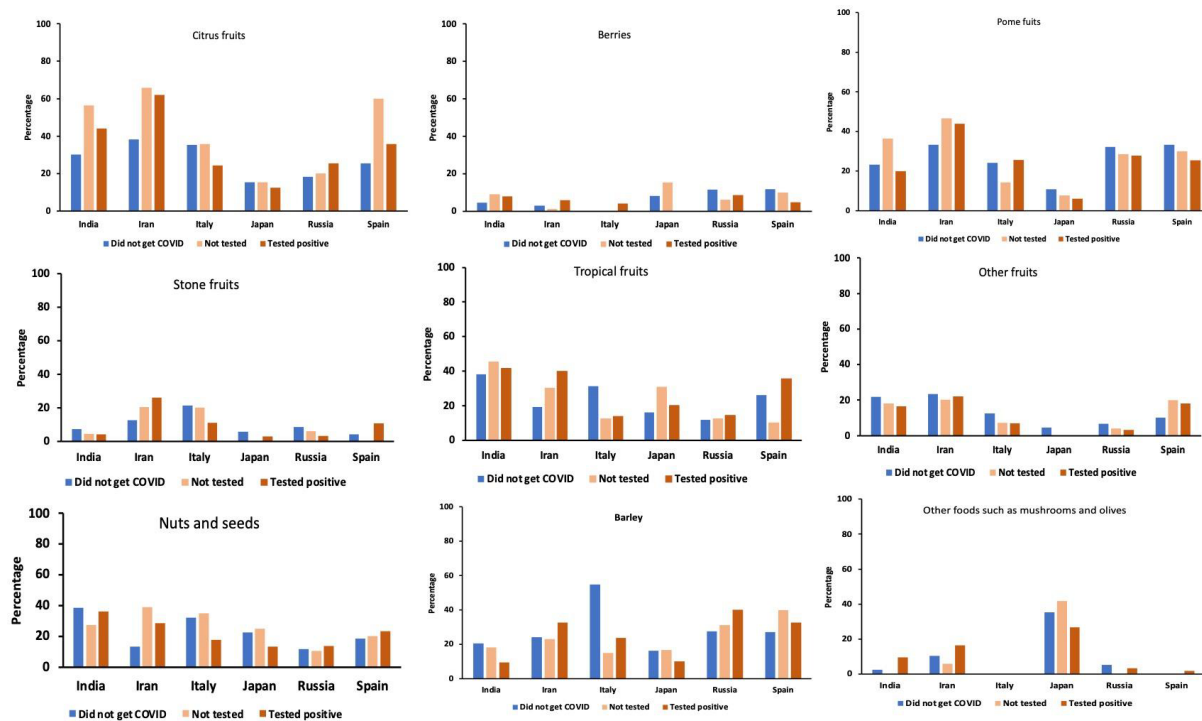 Citrus fruits
Percentage
100
80
60
40
20
0
India Iran Italy Japan Russia Spain
Did not get COVID Not tested Tested positive
Berries
Precentage
100
80
60
40
20
0
India Iran Italy Japan Russia Spain
Did not get COVID Not tested Tested positive
Pome fuits
Percentage
100
80
60
40
20
0
India Iran Italy Japan Russia Spain
Did not get COVID Not tested Tested positive
Stone fruits
Percentage
100
80
60
40
20
0
India Iran Italy Japan Russia Spain
Did not get COVID Not tested Tested positive
Tropical fruits
Percentage
100
80
60
40
20
0
India Iran Italy Japan Russia Spain
Did not get COVID Not tested Tested positive
Other fruits
Percentage
100
80
60
40
20
0
India Iran Italy Japan Russia Spain
Did not get COVID Not tested Tested positive
Nuts and seeds
Percentage
100
80
60
40
20
0
India Iran Italy Japan Russia Spain
Did not get COVID Not tested Tested positive
Barley
Percentage
100
80
60
40
20
0
India Iran Italy Japan Russia Spain
Did not get COVID Not tested Tested positive
Other foods such as mushrooms and olives
Percentage
100
80
60
40
20
0
India Iran Italy Japan Russia Spain
Did not get COVID Not tested Tested positive